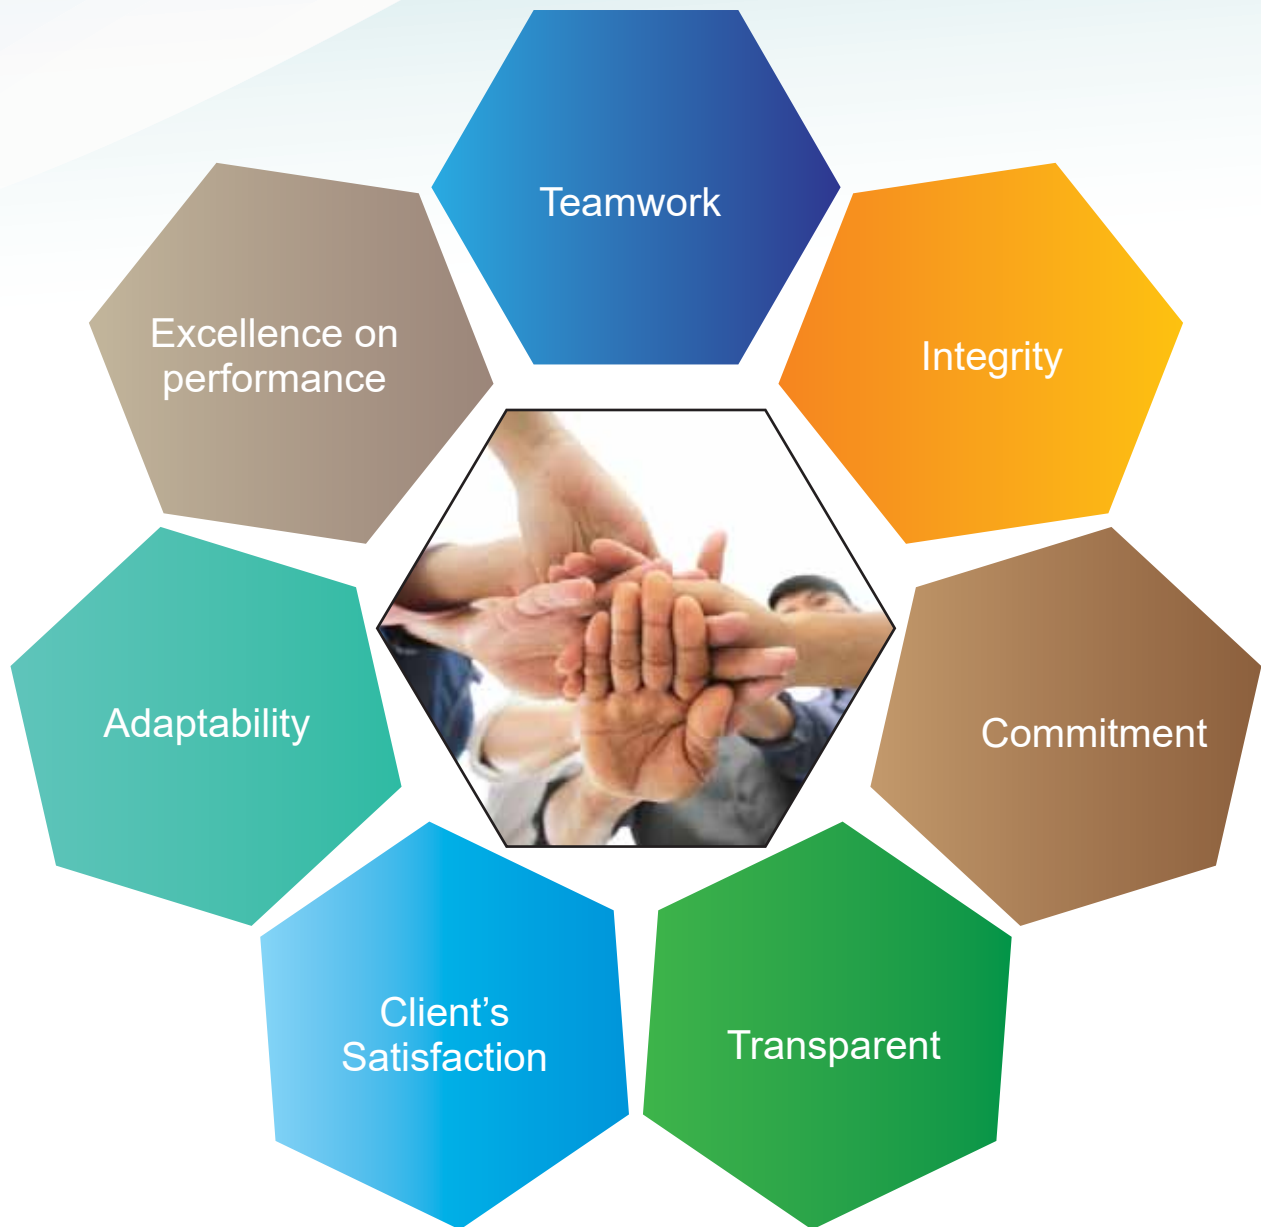 Teamwork
Integrity
Commitment
Transparent
Client’s
Satisfaction
Adaptability
Excellence on
performance